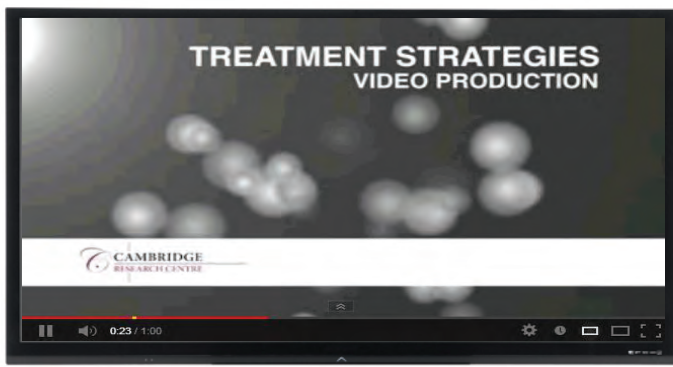 TREATMENT STRATEGIES
VIDEO PRODUCTION
CAMBRIDGE
RESEARCH CENTRE
0:23 / 1:00